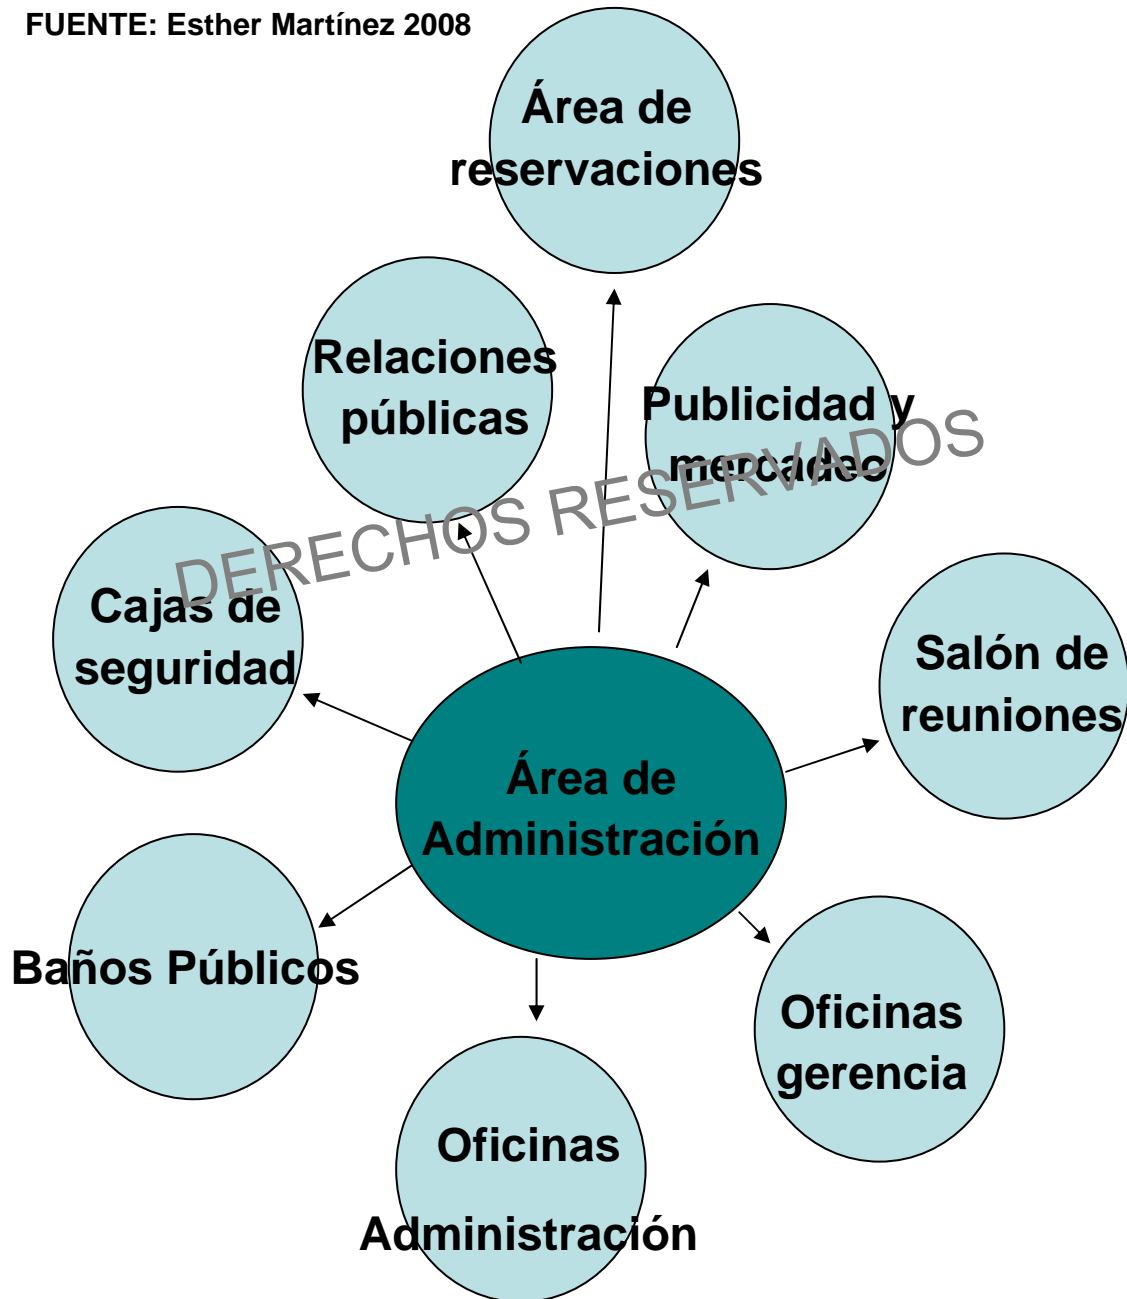 FUENTE: Esther Martínez 2008
Área de
reservaciones
Relaciones
públicas
Publicidad y
mercadeo
DERECHOS RESERVADOS
Cajas de
seguridad
Salón de
reuniones
Área de
Administración
Baños Públicos
Oficinas
gerencia
Oficinas
Administración